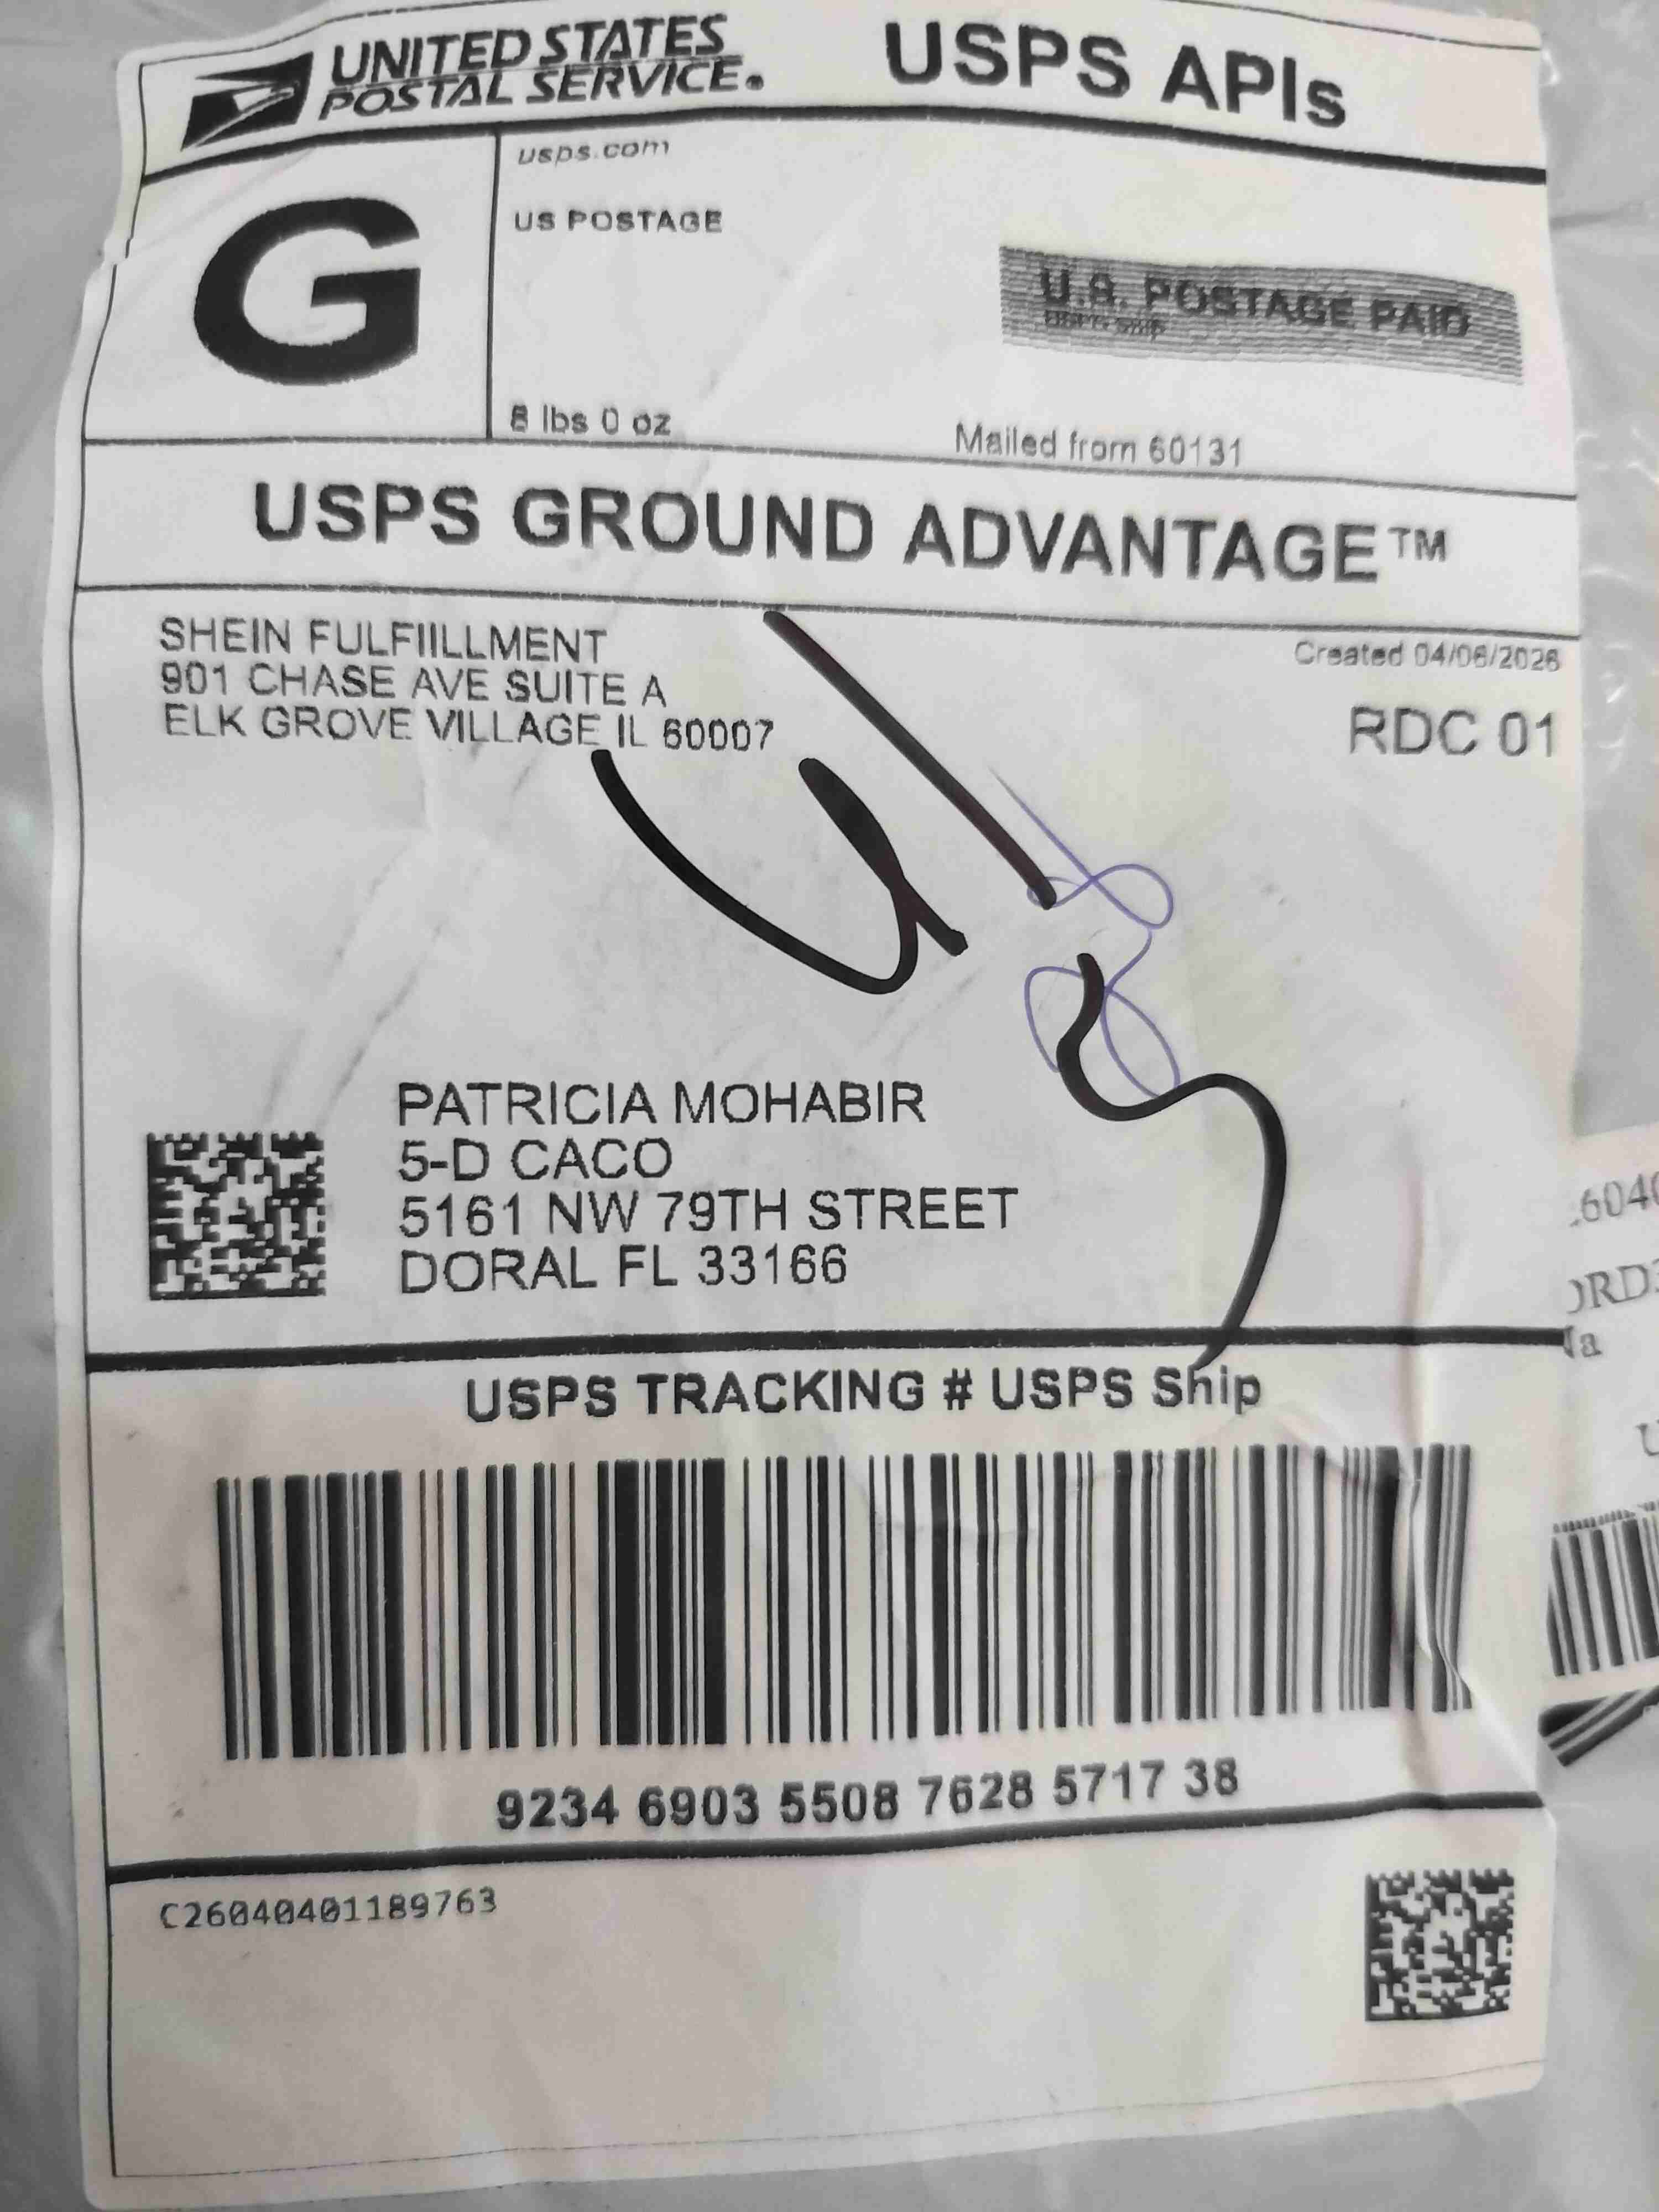 UNITED STATES
POSTAL SERVICE.
USPS APIs
usps.com
G
US POSTAGE
U.S. POSTAGE PAID
USPS Ship
8 lbs 0 oz
Mailed from 60131
USPS GROUND ADVANTAGE™
SHEIN FULFIILLMENT
901 CHASE AVE SUITE A
ELK GROVE VILLAGE IL 60007
Created 04/06/2026
RDC 01
PATRICIA MOHABIR
5-D CACO
5161 NW 79TH STREET
DORAL FL 33166
USPS TRACKING # USPS Ship
9234 6903 5508 7628 5717 38
C26040401189763